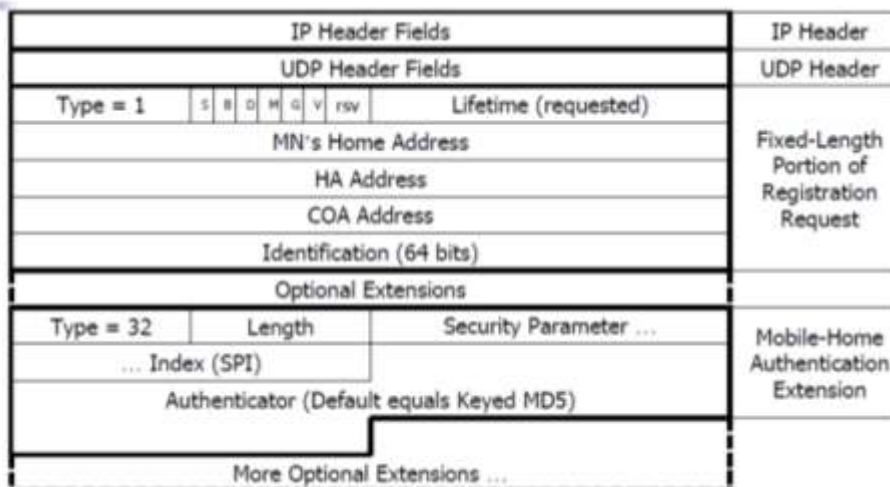 IP Header Fields IP Header
UDP Header Fields UDP Header
Type = 1 S B D M G V rsv Lifetime (requested)
MN's Home Address
HA Address
COA Address
Identification (64 bits)
Fixed-Length
Portion of
Registration
Request
Optional Extensions
Type = 32 Length Security Parameter ...
... Index (SPI)
Authenticator (Default equals Keyed MD5)
Mobile-Home
Authentication
Extension
More Optional Extensions ...